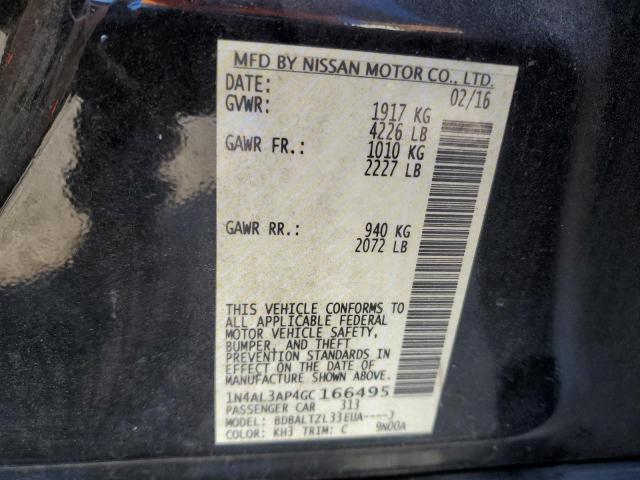 MFD BY NISSAN MOTOR CO., LTD.
DATE: 02/16
GVWR: 1917 KG
4226 LB
GAWR FR.: 1010 KG
2227 LB
GAWR RR.: 940 KG
2072 LB
THIS VEHICLE CONFORMS TO
ALL APPLICABLE FEDERAL
MOTOR VEHICLE SAFETY,
BUMPER, AND THEFT
PREVENTION STANDARDS IN
EFFECT ON THE DATE OF
MANUFACTURE SHOWN ABOVE.
1N4AL3AP4GC166495
PASSENGER CAR 313
MODEL: BDBALTZL33EUA----J
COLOR: KH3 TRIM: C 9N00A